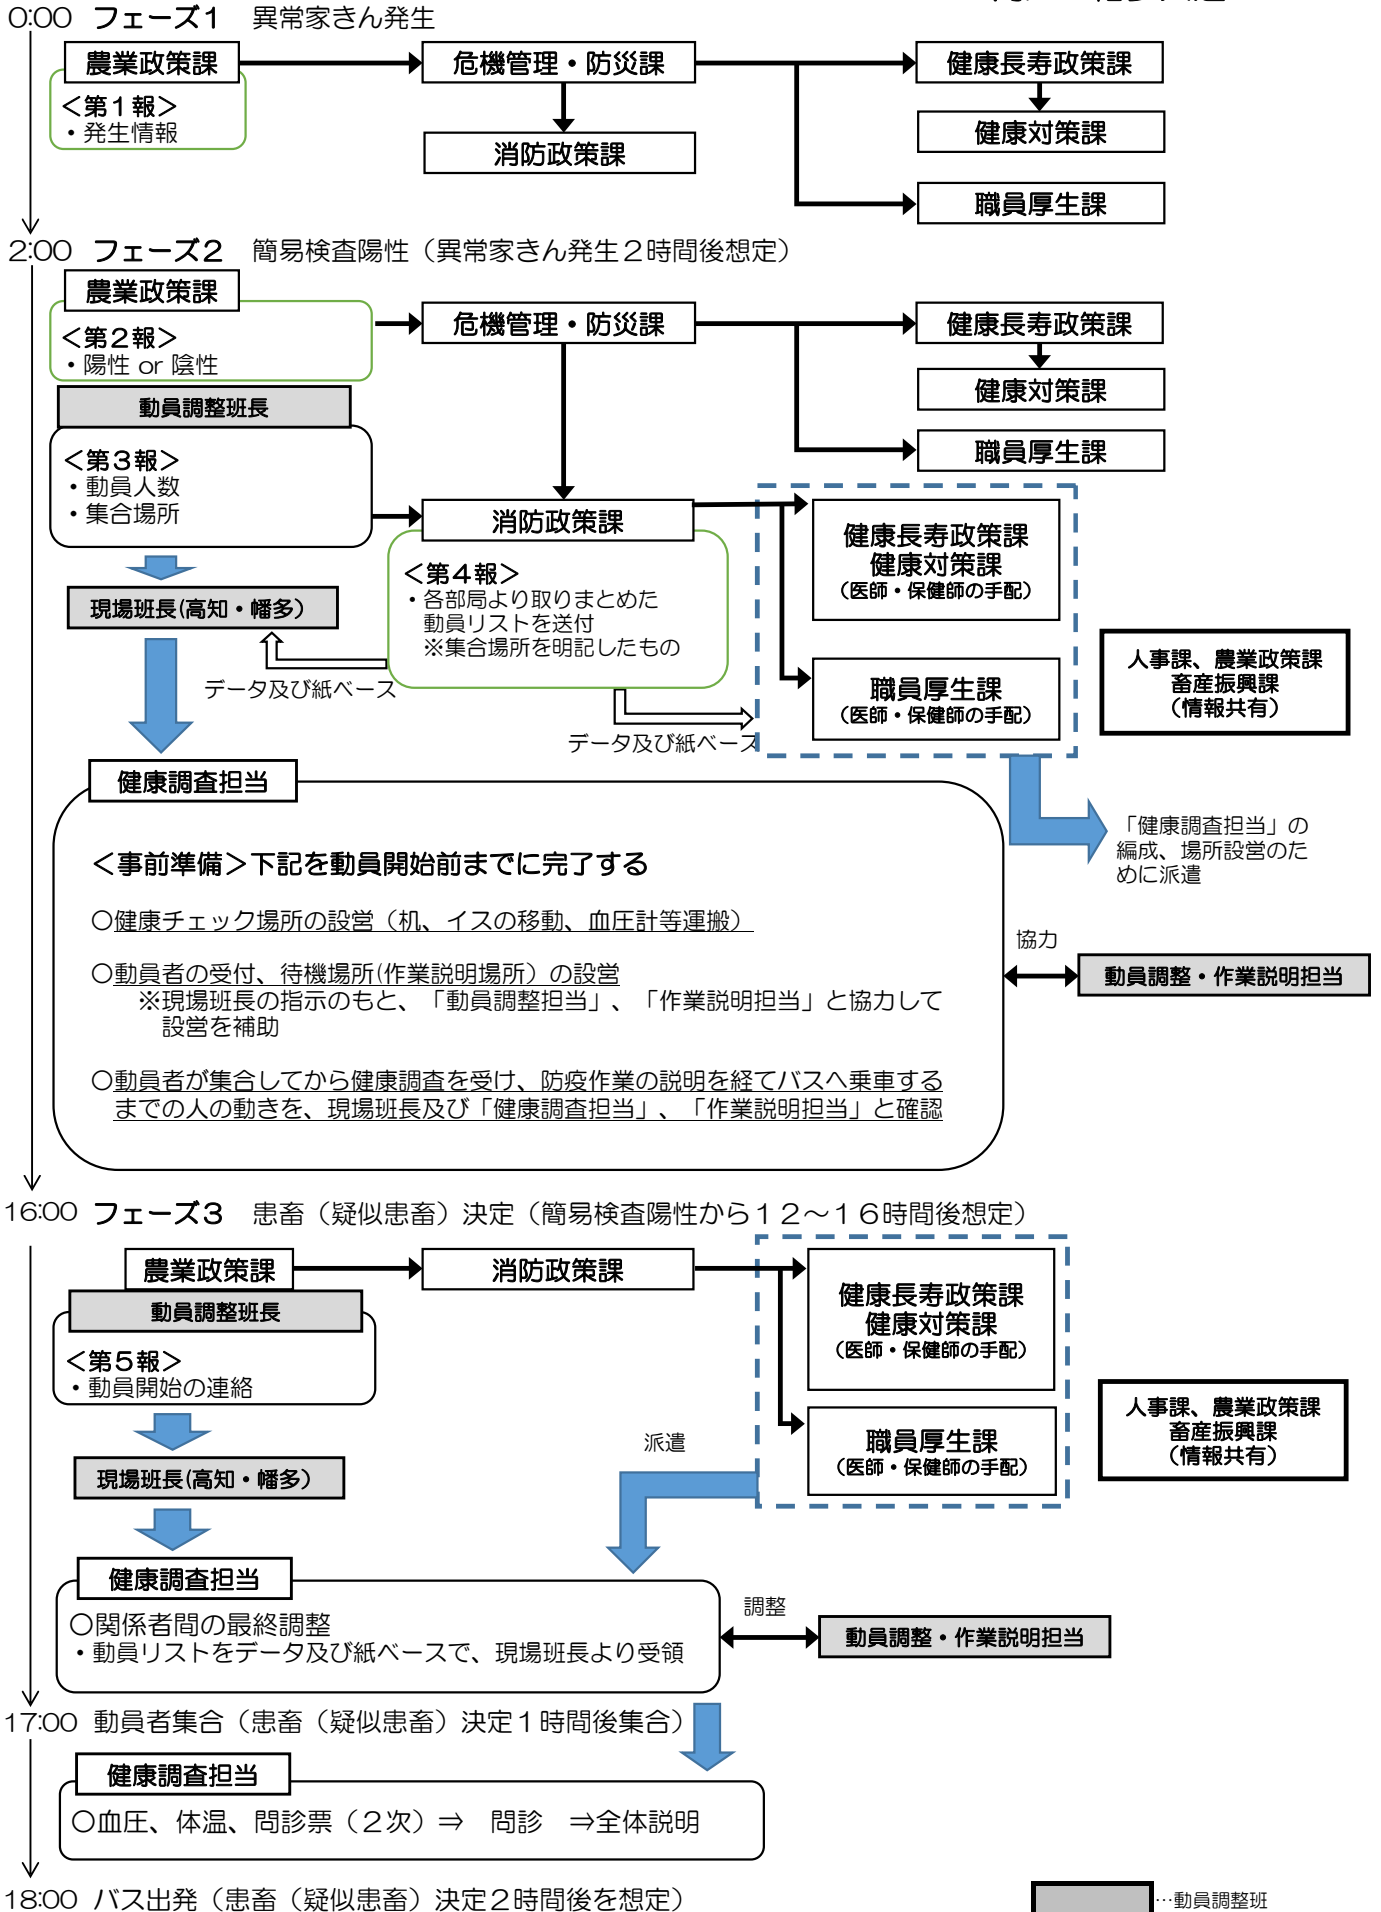 0:00 フェーズ1 異常家きん発生
農業政策課
危機管理・防災課
健康長寿政策課
＜第１報＞
・発生情報
消防政策課
健康対策課
職員厚生課
2:00 フェーズ2 簡易検査陽性（異常家きん発生２時間後想定）
農業政策課
危機管理・防災課
健康長寿政策課
＜第２報＞
・陽性 or 陰性
健康対策課
動員調整班長
職員厚生課
＜第３報＞
・動員人数
・集合場所
消防政策課
健康長寿政策課
健康対策課
（医師・保健師の手配）
＜第４報＞
・各部局より取りまとめた
動員リストを送付
※集合場所を明記したもの
現場班長(高知・幡多）
職員厚生課
（医師・保健師の手配）
人事課、農業政策課
畜産振興課
（情報共有）
データ及び紙ベース
データ及び紙ベース
健康調査担当
「健康調査担当」の
編成、場所設営のた
めに派遣
＜事前準備＞下記を動員開始前までに完了する
○健康チェック場所の設営（机、イスの移動、血圧計等運搬）
○動員者の受付、待機場所(作業説明場所）の設営
※現場班長の指示のもと、「動員調整担当」、「作業説明担当」と協力して
設営を補助
協力
動員調整・作業説明担当
○動員者が集合してから健康調査を受け、防疫作業の説明を経てバスへ乗車する
までの人の動きを、現場班長及び「健康調査担当」、「作業説明担当」と確認
16:00 フェーズ3 患畜（疑似患畜）決定（簡易検査陽性から１２～１６時間後想定）
農業政策課
消防政策課
健康長寿政策課
健康対策課
（医師・保健師の手配）
動員調整班長
＜第５報＞
・動員開始の連絡
職員厚生課
（医師・保健師の手配）
人事課、農業政策課
畜産振興課
（情報共有）
派遣
現場班長(高知・幡多）
健康調査担当
○関係者間の最終調整
・動員リストをデータ及び紙ベースで、現場班長より受領
調整
動員調整・作業説明担当
17:00 動員者集合（患畜（疑似患畜）決定１時間後集合）
健康調査担当
○血圧、体温、問診票（２次）⇒ 問診 ⇒全体説明
18:00 バス出発（患畜（疑似患畜）決定２時間後を想定）
…動員調整班